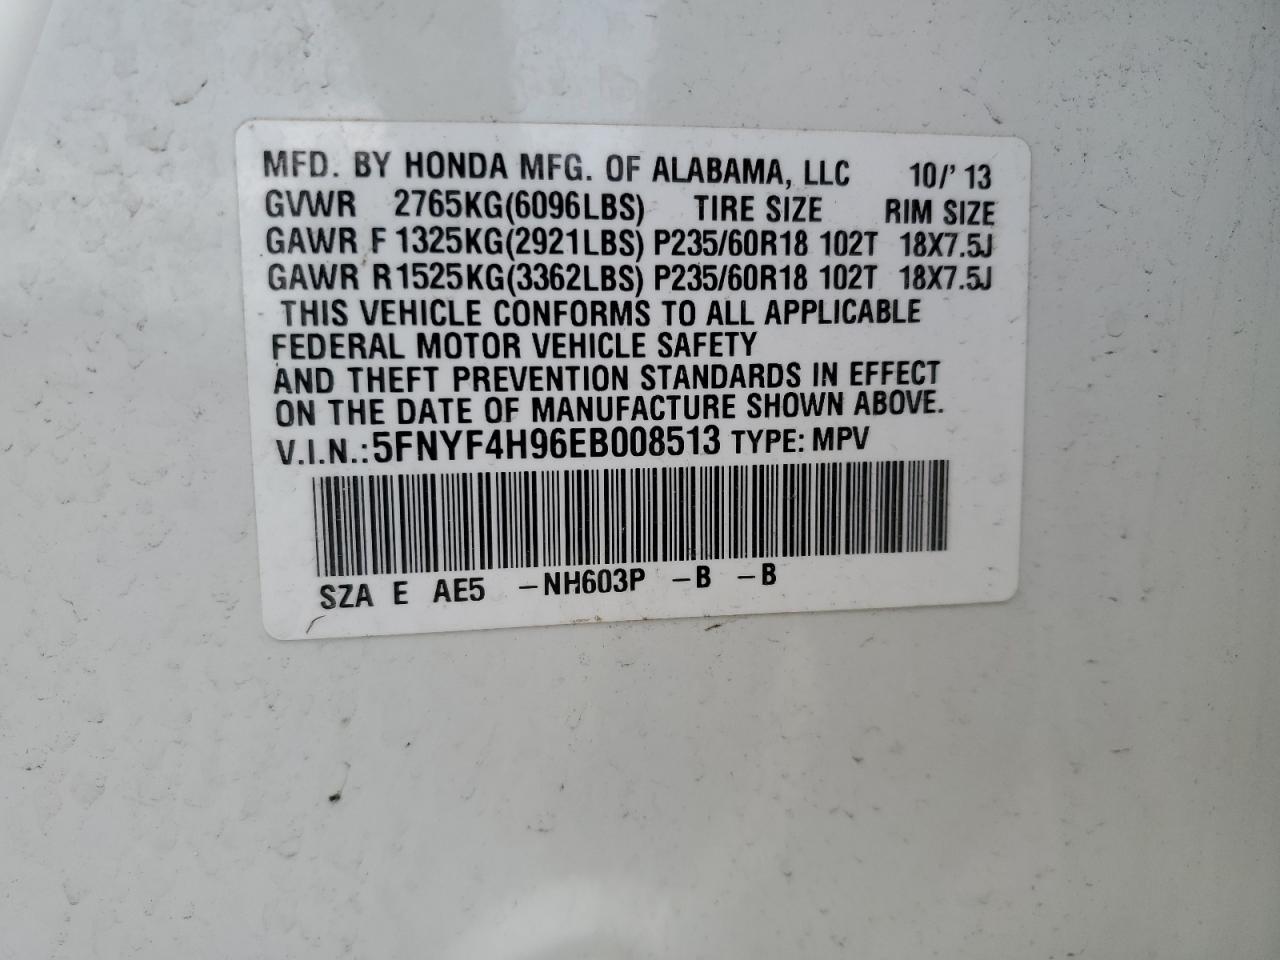 MFD. BY HONDA MFG. OF ALABAMA, LLC 10/'13
GVWR 2765KG(6096LBS) TIRE SIZE RIM SIZE
GAWR F 1325KG(2921LBS) P235/60R18 102T 18X7.5J
GAWR R1525KG(3362LBS) P235/60R18 102T 18X7.5J
THIS VEHICLE CONFORMS TO ALL APPLICABLE
FEDERAL MOTOR VEHICLE SAFETY
AND THEFT PREVENTION STANDARDS IN EFFECT
ON THE DATE OF MANUFACTURE SHOWN ABOVE.
V.I.N.:5FNYF4H96EB008513 TYPE: MPV
SZA E AE5 -NH603P -B -B